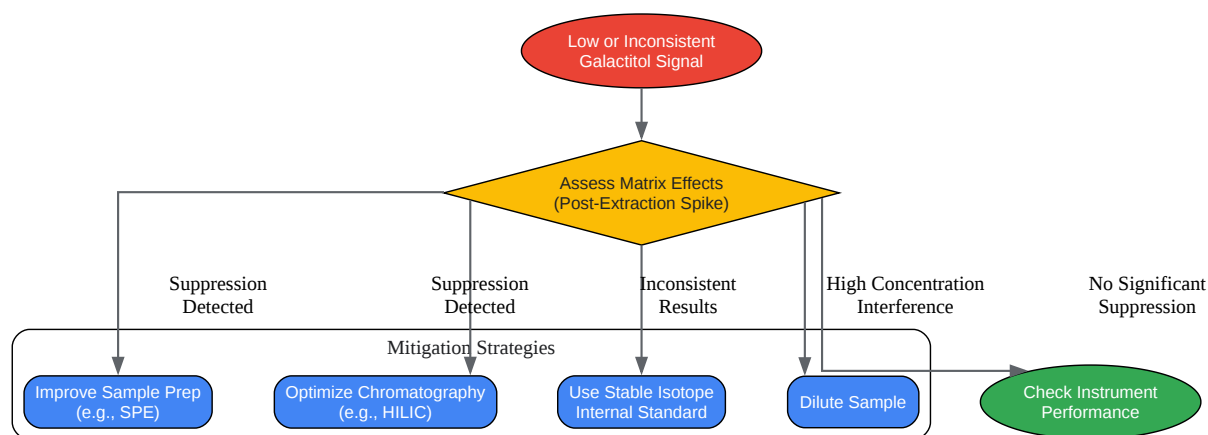 Low or Inconsistent
Galactitol Signal
Assess Matrix Effects
(Post-Extraction Spike)
Suppression
Detected
Suppression
Detected
Inconsistent
Results
High Concentration
Interference
No Significant
Suppression
Mitigation Strategies
Improve Sample Prep
(e.g., SPE)
Optimize Chromatography
(e.g., HILIC)
Use Stable Isotope
Internal Standard
Dilute Sample
Check Instrument
Performance